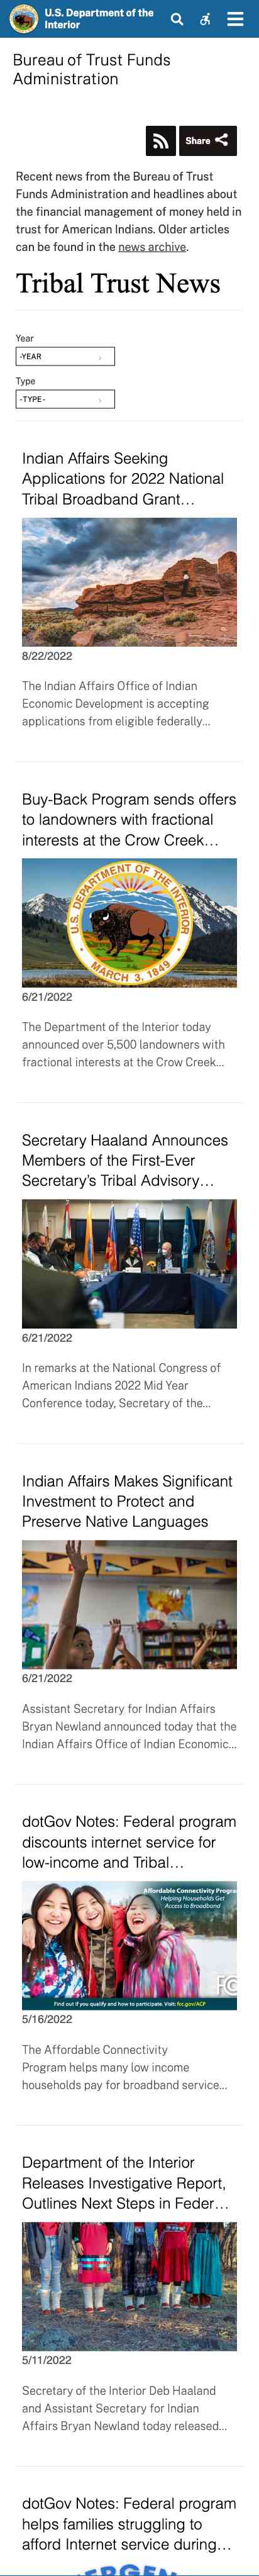 U.S. Department of the
Interior
Bureau of Trust Funds
Administration
Share
Recent news from the Bureau of Trust
Funds Administration and headlines about
the financial management of money held in
trust for American Indians. Older articles
can be found in the news archive.
Tribal Trust News
Year
-YEAR
Type
-TYPE-
Indian Affairs Seeking
Applications for 2022 National
Tribal Broadband Grant…
8/22/2022
The Indian Affairs Office of Indian
Economic Development is accepting
applications from eligible federally...
Buy-Back Program sends offers
to landowners with fractional
interests at the Crow Creek…
U.S. DEPARTMENT OF THE INTERIOR
MARCH 3, 1849
6/21/2022
The Department of the Interior today
announced over 5,500 landowners with
fractional interests at the Crow Creek...
Secretary Haaland Announces
Members of the First-Ever
Secretary’s Tribal Advisory…
6/21/2022
In remarks at the National Congress of
American Indians 2022 Mid Year
Conference today, Secretary of the...
Indian Affairs Makes Significant
Investment to Protect and
Preserve Native Languages
6/21/2022
Assistant Secretary for Indian Affairs
Bryan Newland announced today that the
Indian Affairs Office of Indian Economic...
dotGov Notes: Federal program
discounts internet service for
low-income and Tribal…
Affordable Connectivity Progra
Helping Households Get
Access to Broadband
FC
Find out if you qualify and how to participate. Visit: fcc.gov/ACP
5/16/2022
The Affordable Connectivity
Program helps many low income
households pay for broadband service...
Department of the Interior
Releases Investigative Report,
Outlines Next Steps in Feder…
5/11/2022
Secretary of the Interior Deb Haaland
and Assistant Secretary for Indian
Affairs Bryan Newland today released...
dotGov Notes: Federal program
helps families struggling to
afford Internet service during…